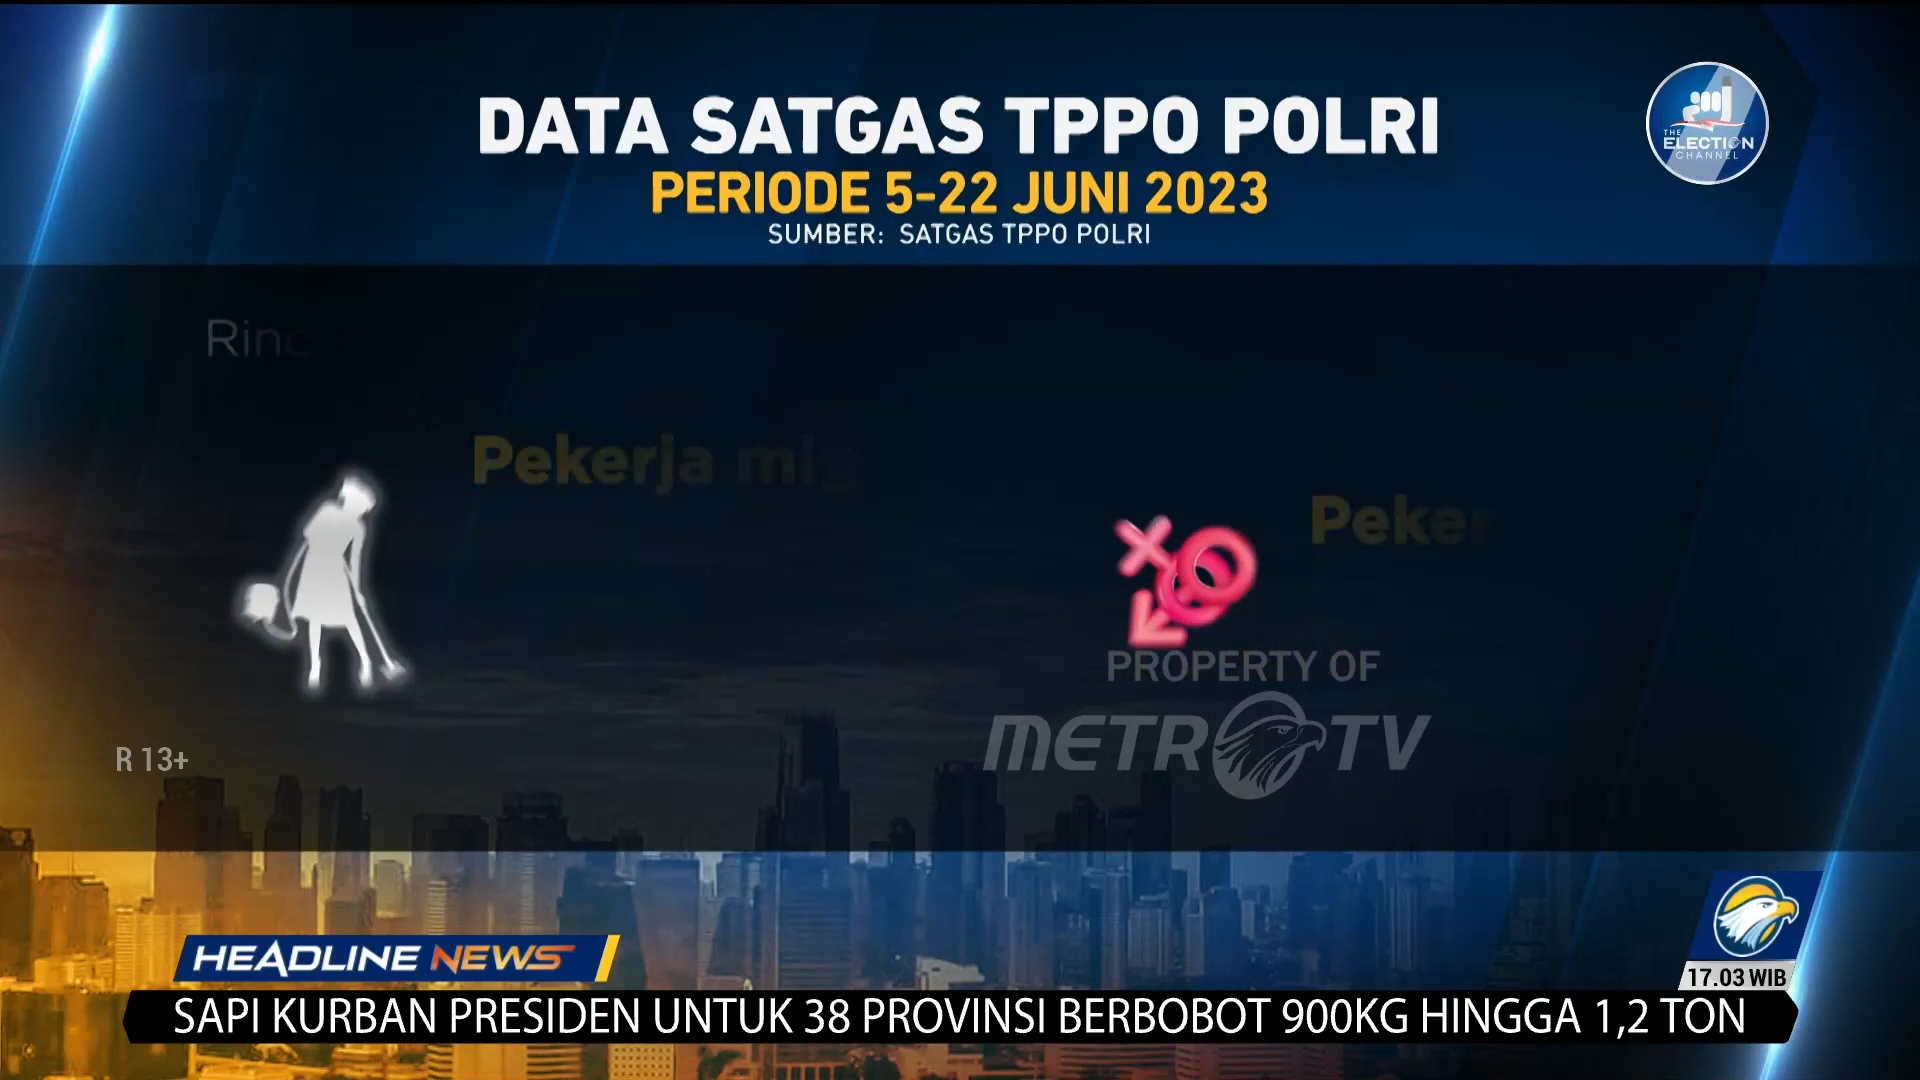 DATA SATGAS TPPO POLRI
PERIODE 5-22 JUNI 2023
SUMBER: SATGAS TPPO POLRI
THE
ELECTION
CHANNEL
Pekerja
PROPERTY OF
METRO TV
R 13+
HEADLINE NEWS
17.03 WIB
SAPI KURBAN PRESIDEN UNTUK 38 PROVINSI BERBOBOT 900KG HINGGA 1,2 TON